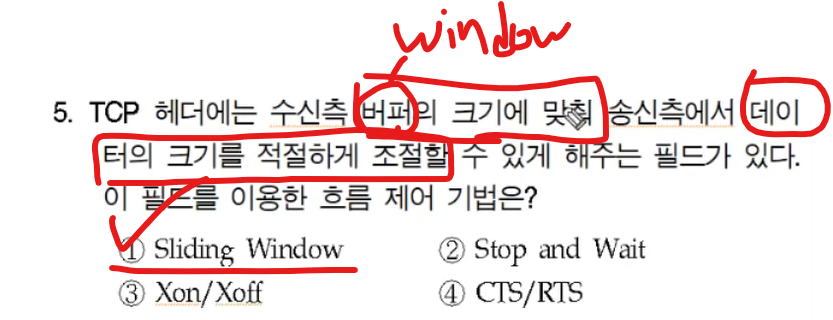 window
5. TCP 헤더에는 수신측 버퍼의 크기에 맞춰 송신측에서 데이
터의 크기를 적절하게 조절할 수 있게 해주는 필드가 있다.
이 필드를 이용한 흐름 제어 기법은?
① Sliding Window ② Stop and Wait
③ Xon/Xoff ④ CTS/RTS